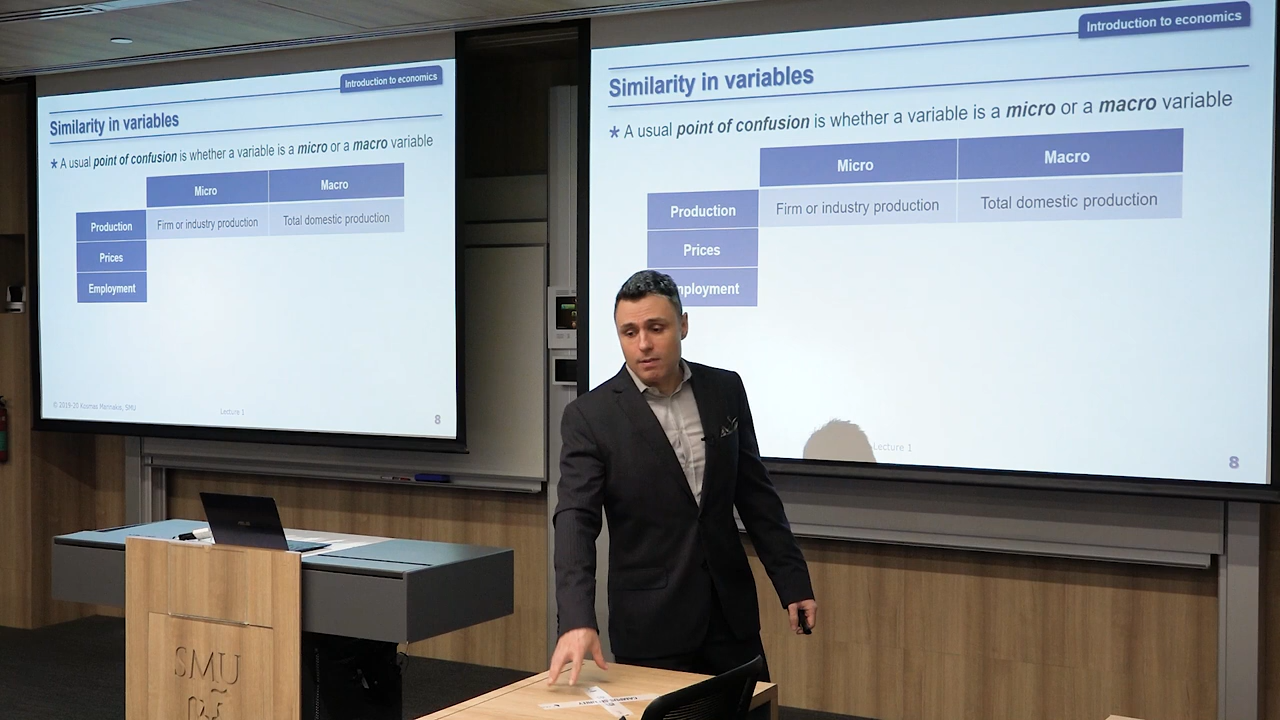 Introduction to economics
Similarity in variables
* A usual point of confusion is whether a variable is a micro or a macro variable
Micro
Macro
Production
Firm or industry production
Total domestic production
Prices
Employment
© 2019-20 Kosmas Marinakis, SMU
Lecture 1
8
Introduction to economics
Similarity in variables
* A usual point of confusion is whether a variable is a micro or a macro variable
Micro
Macro
Production
Firm or industry production
Total domestic production
Prices
mployment
Lecture 1
8
SMU